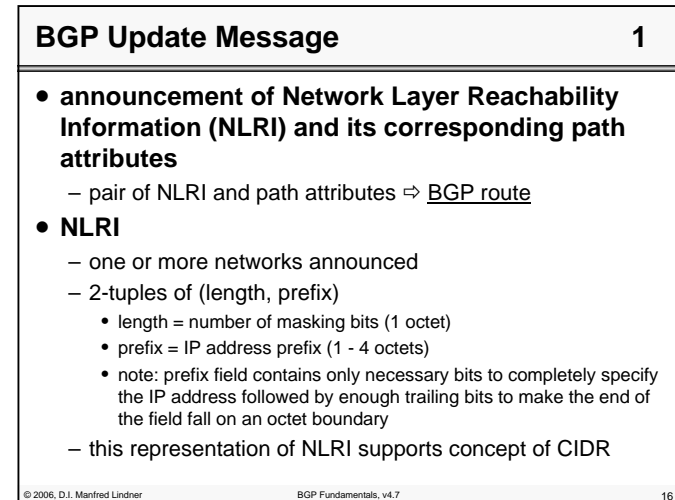 BGP Update Message 1
• announcement of Network Layer Reachability
Information (NLRI) and its corresponding path
attributes
– pair of NLRI and path attributes ⇨ BGP route
• NLRI
– one or more networks announced
– 2-tuples of (length, prefix)
• length = number of masking bits (1 octet)
• prefix = IP address prefix (1 - 4 octets)
• note: prefix field contains only necessary bits to completely specify
the IP address followed by enough trailing bits to make the end of
the field fall on an octet boundary
– this representation of NLRI supports concept of CIDR
© 2006, D.I. Manfred Lindner BGP Fundamentals, v4.7 16